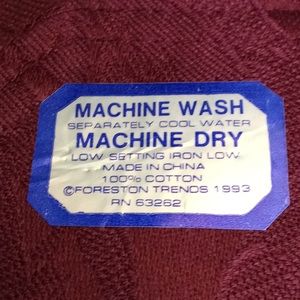 MACHINE WASH
SEPARATELY COOL WATER
MACHINE DRY
LOW SETTING IRON LOW
MADE IN CHINA
100% COTTON
©FORESTON TRENDS 1993
RN 63262